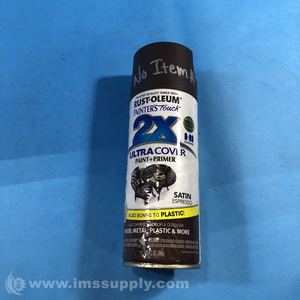 No Item#
RUST-OLEUM
PAINTER'S Touch
2X
ULTRA COVER
PAINT+PRIMER
SATIN
ESPRESSO
ALSO BONDS TO PLASTIC!
WOOD, METAL, PLASTIC & MORE
© www.imssupply.com